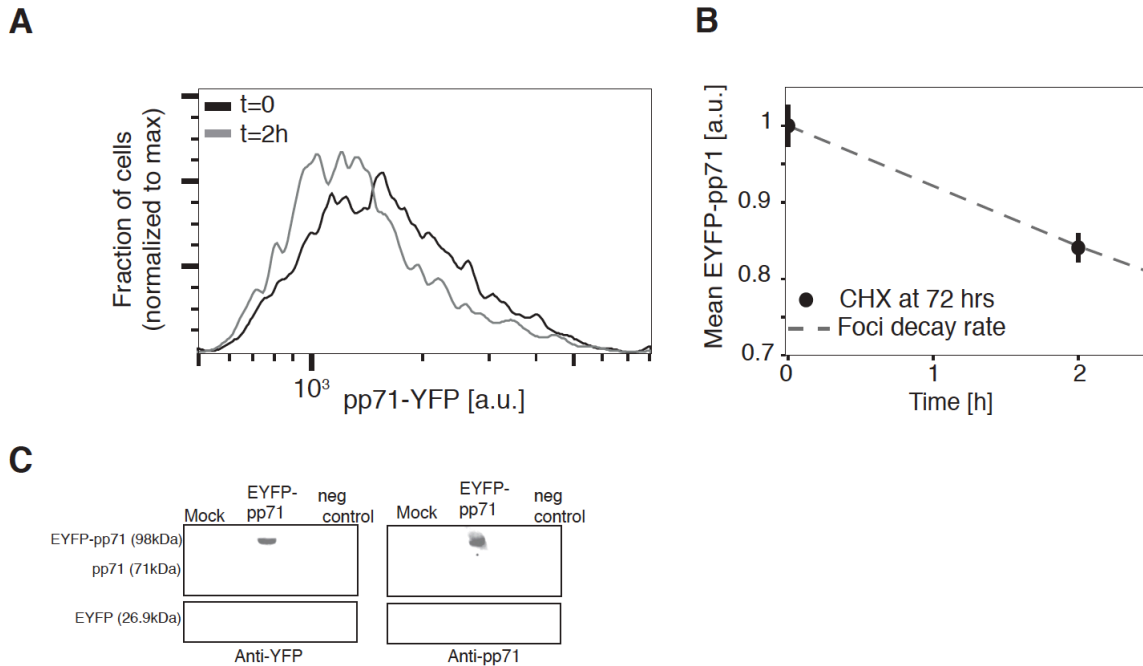 A
Fraction of cells
(normalized to max)
t=0
t=2h
10³
pp71-YFP [a.u.]
B
Mean EYFP-pp71 [a.u.]
1
0.9
0.8
0.7
CHX at 72 hrs
Foci decay rate
0
1
2
Time [h]
C
Mock
EYFP-
pp71
neg
control
Mock
EYFP-
pp71
neg
control
EYFP-pp71 (98kDa)
pp71 (71kDa)
EYFP (26.9kDa)
Anti-YFP
Anti-pp71